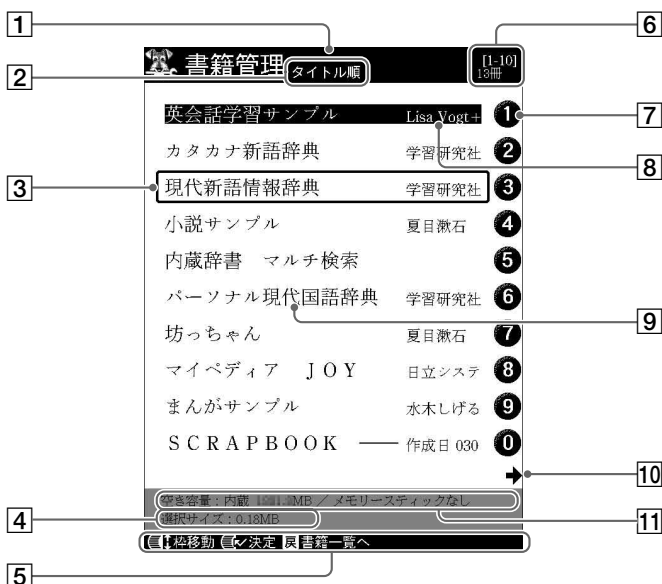 1
6
書籍管理 タイトル順 [1-10]
13冊
2
英会話学習サンプル Lisa Vogt+ 1
7
カタカナ新語辞典 学習研究社 2
8
3
現代新語情報辞典 学習研究社 3
小説サンプル 夏目漱石 4
内蔵辞書 マルチ検索 5
パーソナル現代国語辞典 学習研究社 6
9
坊っちゃん 夏目漱石 7
マイペディア JOY 日立システ 8
まんがサンプル 水木しげる 9
SCRAPBOOK ── 作成日 030 0
→
10
空き容量:内蔵 MB/メモリースティックなし
4
選択サイズ:0.18MB
11
枠移動 決定 戻 書籍一覧へ
5